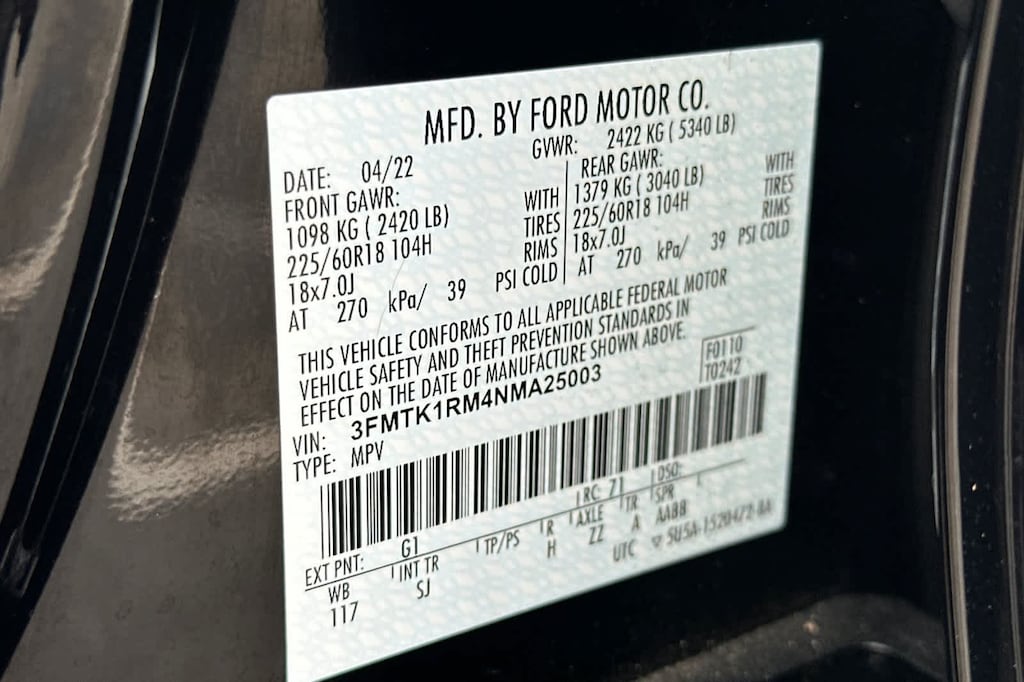 MFD. BY FORD MOTOR CO.
DATE: 04/22 GVWR: 2422 KG ( 5340 LB)
FRONT GAWR: REAR GAWR:
1098 KG ( 2420 LB) WITH 1379 KG ( 3040 LB) WITH
225/60R18 104H TIRES 225/60R18 104H TIRES
18x7.0J RIMS 18x7.0J RIMS
AT 270 kPa/ 39 PSI COLD AT 270 kPa/ 39 PSI COLD
THIS VEHICLE CONFORMS TO ALL APPLICABLE FEDERAL MOTOR
VEHICLE SAFETY AND THEFT PREVENTION STANDARDS IN
EFFECT ON THE DATE OF MANUFACTURE SHOWN ABOVE.
VIN: 3FMTK1RM4NMA25003 F0110
TYPE: MPV T0242
EXT PNT: G1 RC: 71 DSO:
WB INT TR TP/PS R AXLE TR SPR
117 SJ H ZZ A AABB
UTC